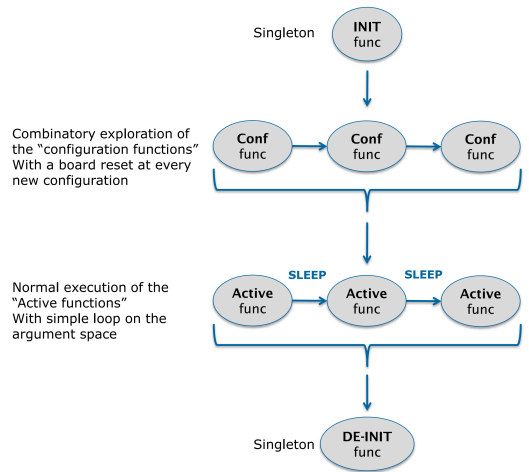 Singleton
INIT
func
Combinatory exploration of
the “configuration functions”
With a board reset at every
new configuration
Conf
func
Conf
func
Conf
func
SLEEP
SLEEP
Normal execution of the
“Active functions”
With simple loop on the
argument space
Active
func
Active
func
Active
func
Singleton
DE-INIT
func